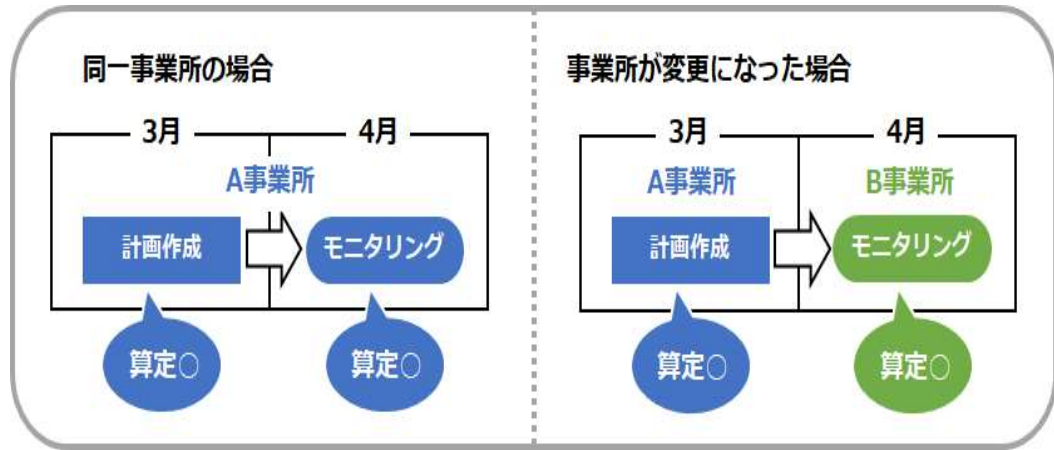 同一事業所の場合
3月
4月
A事業所
計画作成
モニタリング
算定○
算定○
事業所が変更になった場合
3月
4月
A事業所
B事業所
計画作成
モニタリング
算定○
算定○